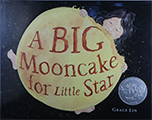 A BIG
Mooncake
for Little Star
GRACE LIN